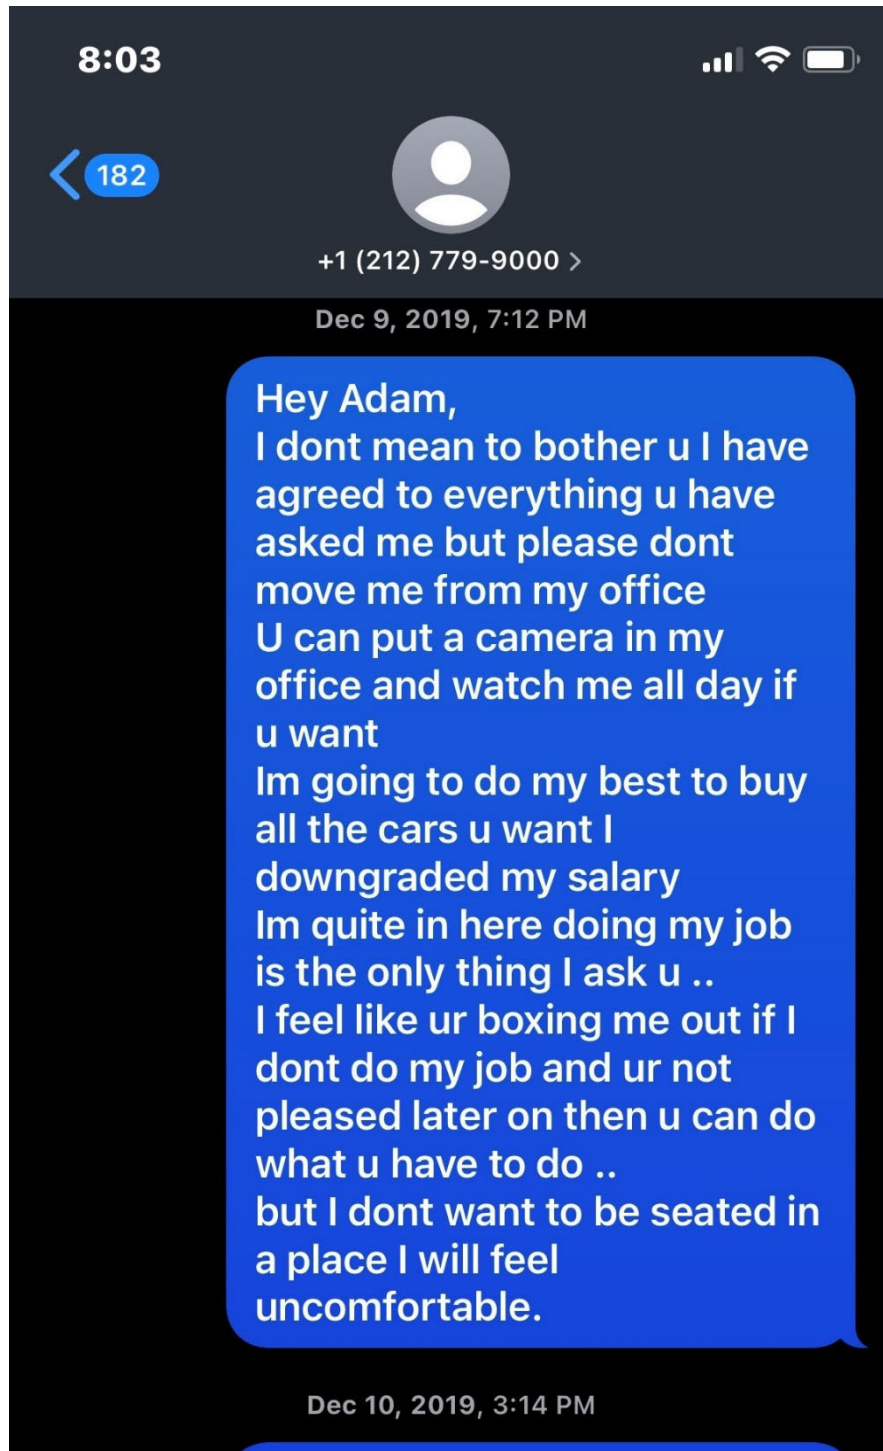 8:03
182
+1 (212) 779-9000 >
Dec 9, 2019, 7:12 PM
Hey Adam,
I dont mean to bother u I have
agreed to everything u have
asked me but please dont
move me from my office
U can put a camera in my
office and watch me all day if
u want
Im going to do my best to buy
all the cars u want I
downgraded my salary
Im quite in here doing my job
is the only thing I ask u ..
I feel like ur boxing me out if I
dont do my job and ur not
pleased later on then u can do
what u have to do ..
but I dont want to be seated in
a place I will feel
uncomfortable.
Dec 10, 2019, 3:14 PM